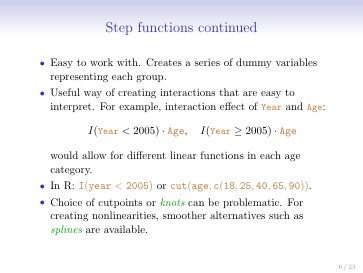 Step functions continued
• Easy to work with. Creates a series of dummy variables
representing each group.
• Useful way of creating interactions that are easy to
interpret. For example, interaction effect of Year and Age:
I(Year < 2005) · Age, I(Year ≥ 2005) · Age
would allow for different linear functions in each age
category.
• In R: I(year < 2005) or cut(age, c(18, 25, 40, 65, 90)).
• Choice of cutpoints or knots can be problematic. For
creating nonlinearities, smoother alternatives such as
splines are available.
6 / 23